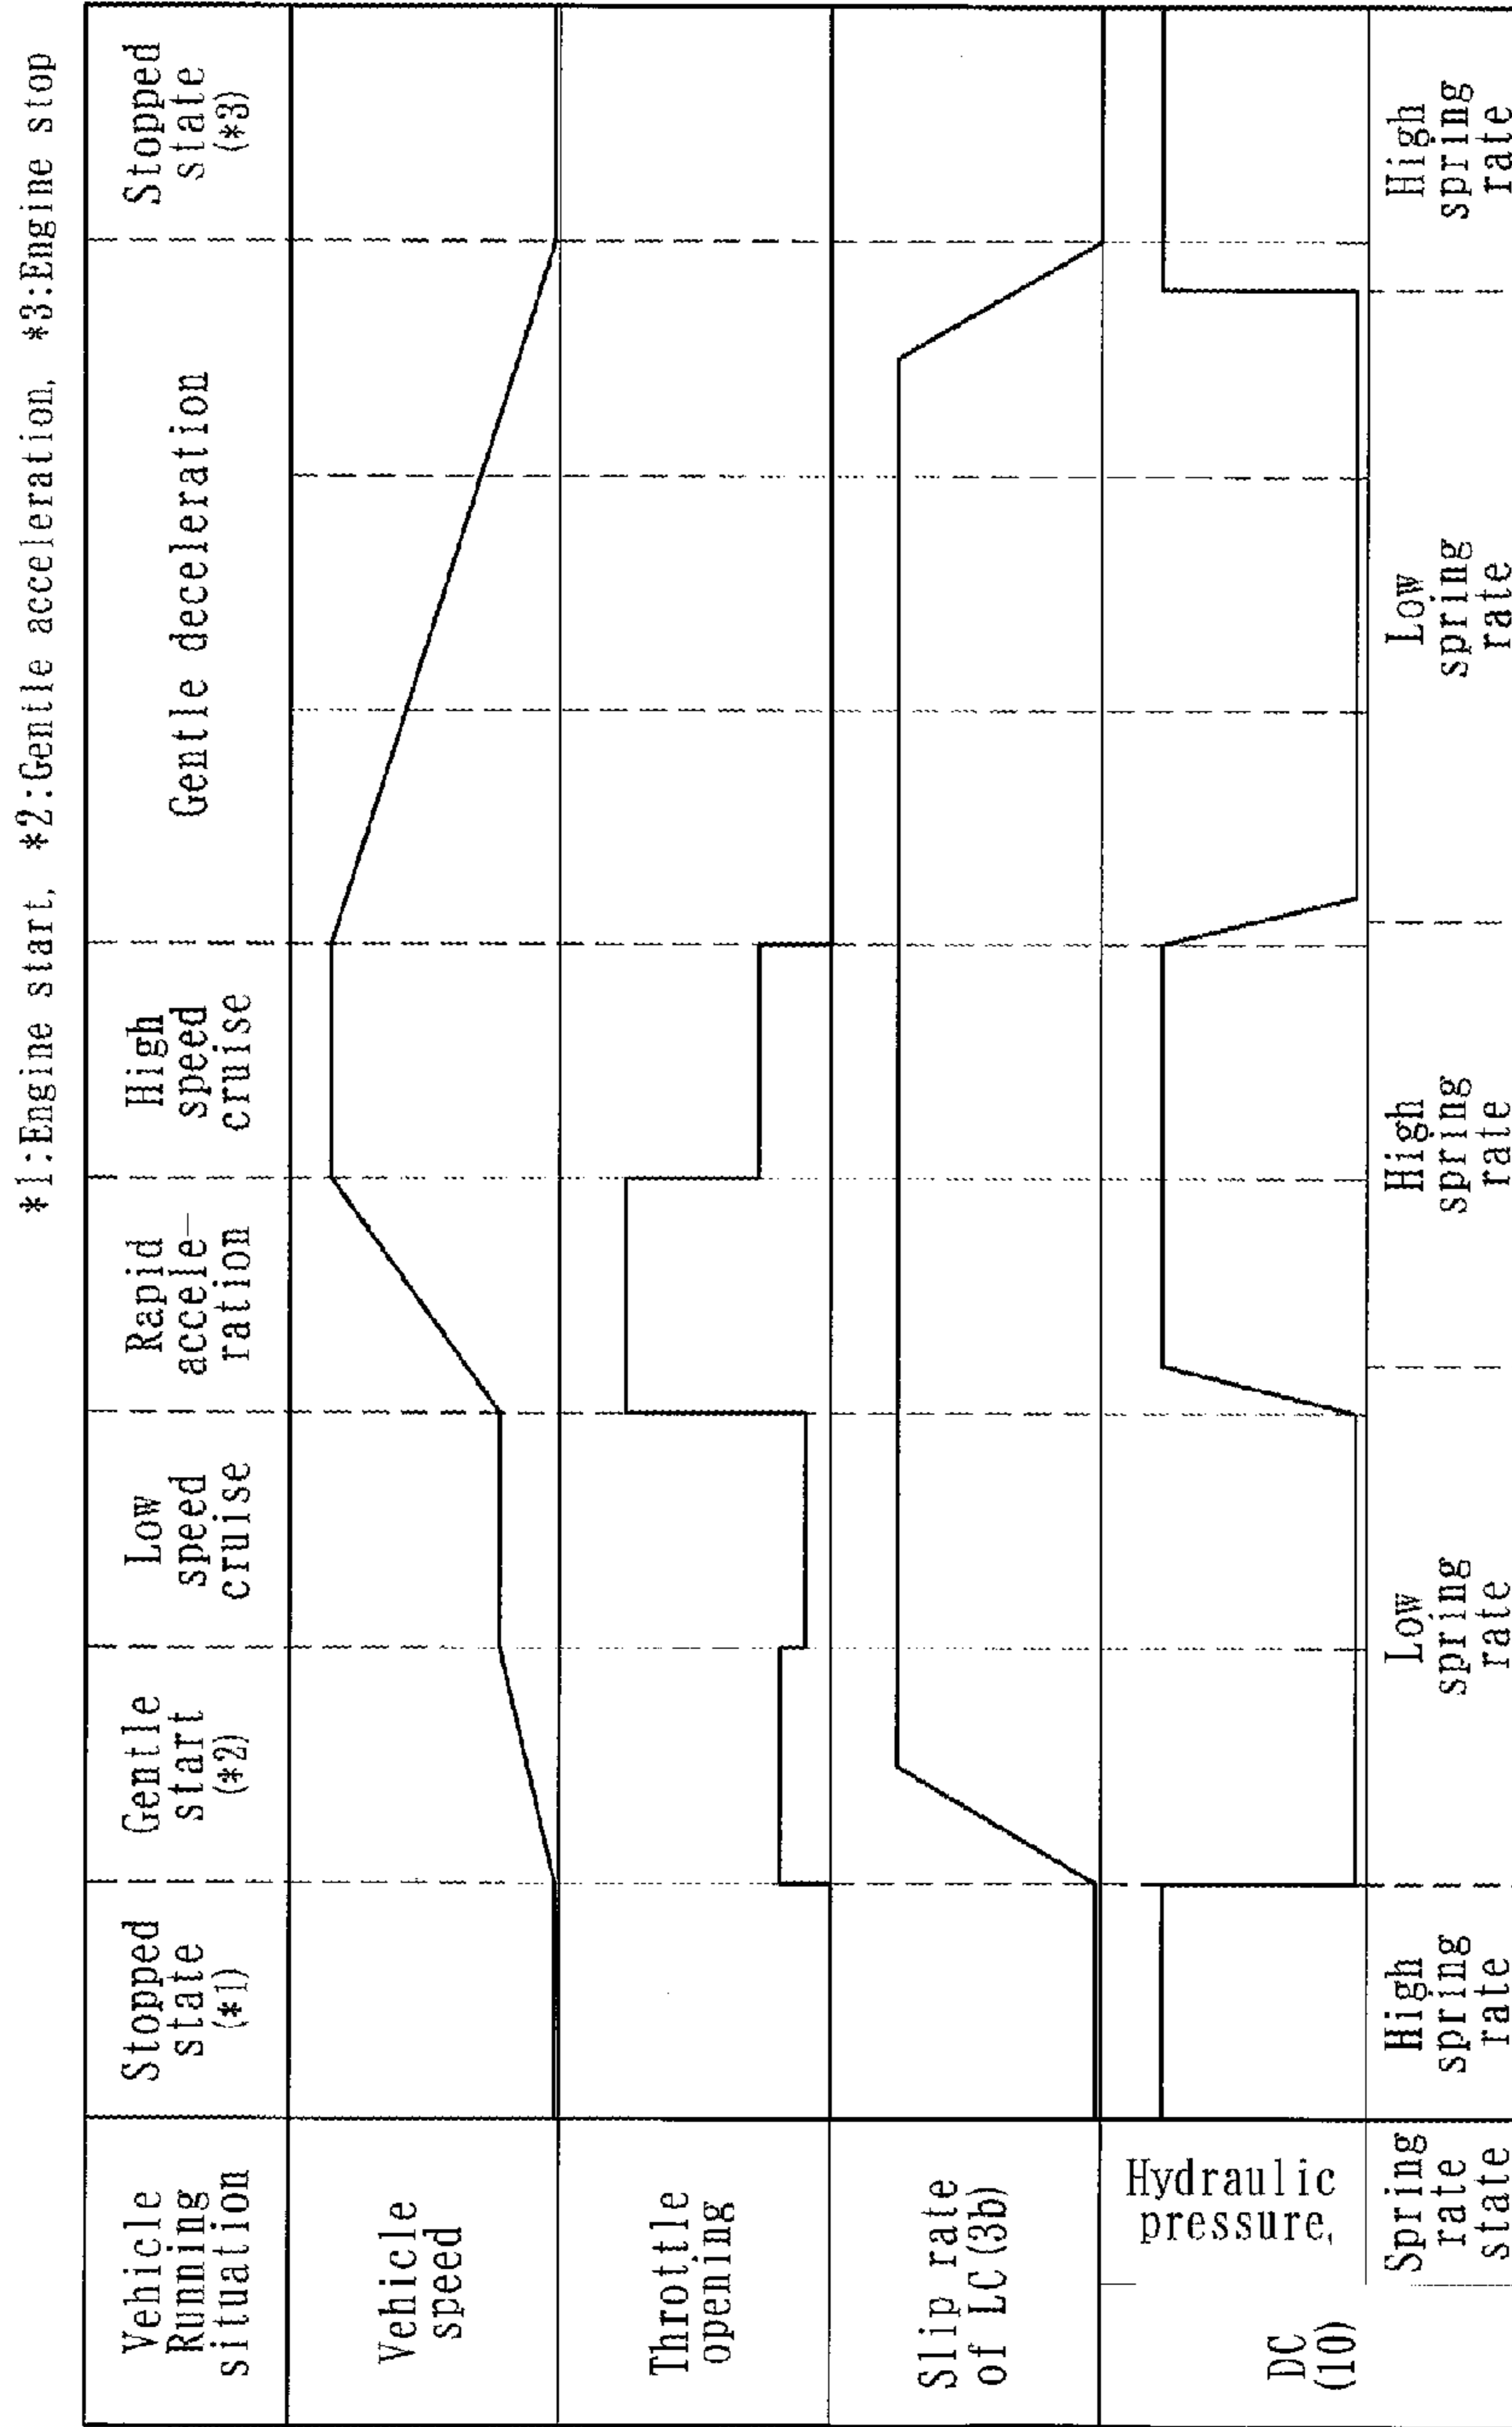 *1:Engine start, *2:Gentle acceleration, *3:Engine stop
Vehicle
Running
situation
Stopped
state
(*1)
Gentle
start
(*2)
Low
speed
cruise
Rapid
accele-
ration
High
speed
cruise
Gentle deceleration
Stopped
state
(*3)
Vehicle
speed
Throttle
opening
Slip rate
of LC(3b)
DC
(10)
Hydraulic
pressure,
Spring
rate
state
High
spring
rate
Low
spring
rate
High
spring
rate
Low
spring
rate
High
spring
rate